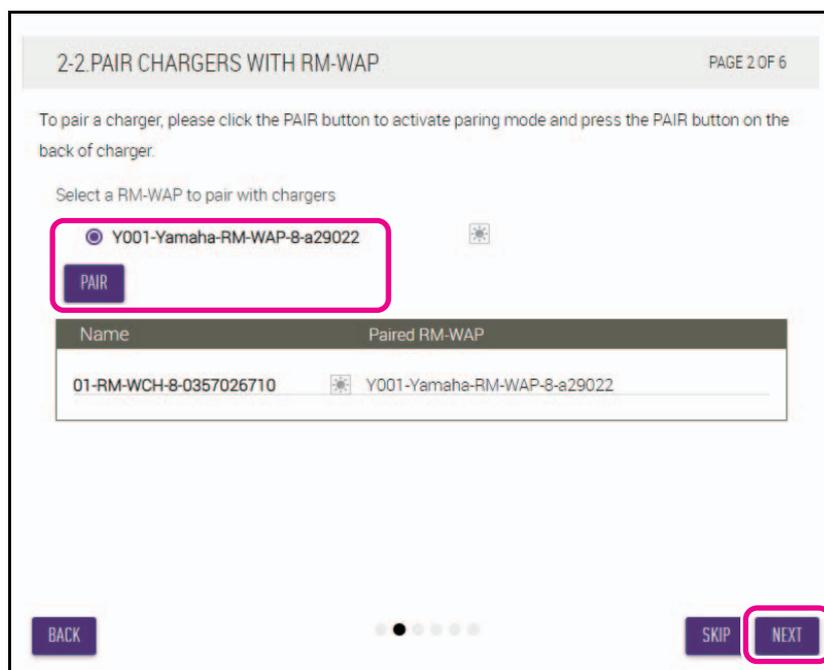 2-2.PAIR CHARGERS WITH RM-WAP PAGE 2 OF 6
To pair a charger, please click the PAIR button to activate paring mode and press the PAIR button on the
back of charger.
Select a RM-WAP to pair with chargers
Y001-Yamaha-RM-WAP-8-a29022
PAIR
Name Paired RM-WAP
01-RM-WCH-8-0357026710 Y001-Yamaha-RM-WAP-8-a29022
BACK SKIP NEXT